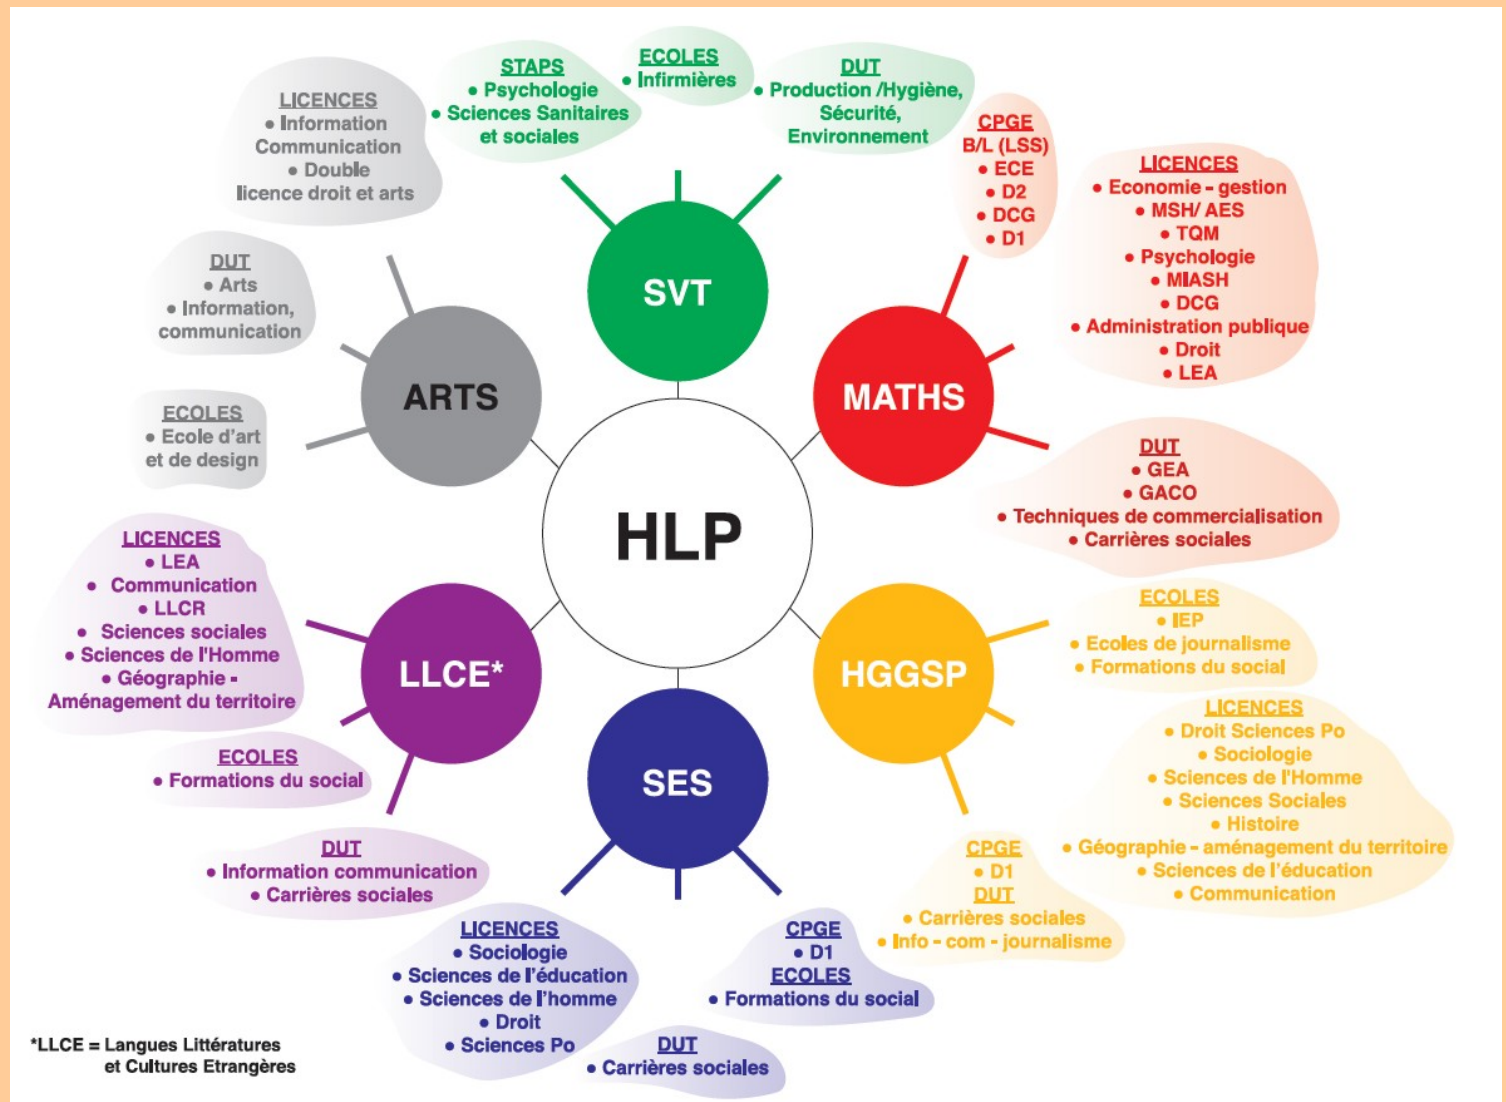 LICENCES
• Information
Communication
• Double
licence droit et arts
STAPS
• Psychologie
• Sciences Sanitaires
et sociales
ECOLES
• Infirmières
DUT
• Production /Hygiène,
Sécurité,
Environnement
CPGE
B/L (LSS)
• ECE
• D2
• DCG
• D1
LICENCES
• Economie - gestion
• MSH/ AES
• TQM
• Psychologie
• MIASH
• DCG
• Administration publique
• Droit
• LEA
DUT
• Arts
• Information,
communication
ECOLES
• Ecole d'art
et de design
SVT
ARTS
MATHS
HLP
DUT
• GEA
• GACO
• Techniques de commercialisation
• Carrières sociales
LICENCES
• LEA
• Communication
• LLCR
• Sciences sociales
• Sciences de l'Homme
• Géographie -
Aménagement du territoire
LLCE*
HGGSP
SES
ECOLES
• IEP
• Ecoles de journalisme
• Formations du social
LICENCES
• Droit Sciences Po
• Sociologie
• Sciences de l'Homme
• Sciences Sociales
• Histoire
• Géographie - aménagement du territoire
• Sciences de l'éducation
• Communication
ECOLES
• Formations du social
DUT
• Information communication
• Carrières sociales
LICENCES
• Sociologie
• Sciences de l'éducation
• Sciences de l'homme
• Droit
• Sciences Po
DUT
• Carrières sociales
CPGE
• D1
ECOLES
• Formations du social
CPGE
• D1
DUT
• Carrières sociales
• Info - com - journalisme
*LLCE = Langues Littératures
et Cultures Etrangères